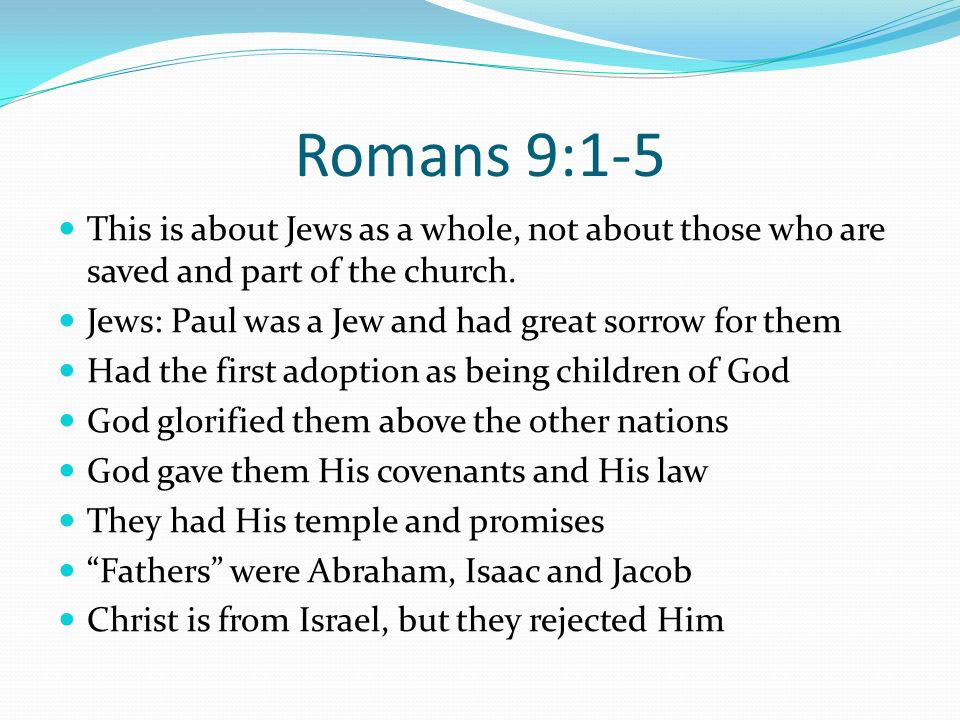 Romans 9:1-5
This is about Jews as a whole, not about those who are
saved and part of the church.
Jews: Paul was a Jew and had great sorrow for them
Had the first adoption as being children of God
God glorified them above the other nations
God gave them His covenants and His law
They had His temple and promises
“Fathers” were Abraham, Isaac and Jacob
Christ is from Israel, but they rejected Him